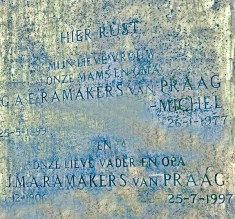 HIER RUST
MIJN LIEVE VROUW
ONZE MAMS EN OMA
G.A.E. RAMAKERS VAN PRAAG
-MICHEL
26-1-1977
EN
ONZE LIEVE VADER EN OPA
J.M.A. RAMAKERS VAN PRAAG
25-7-1997